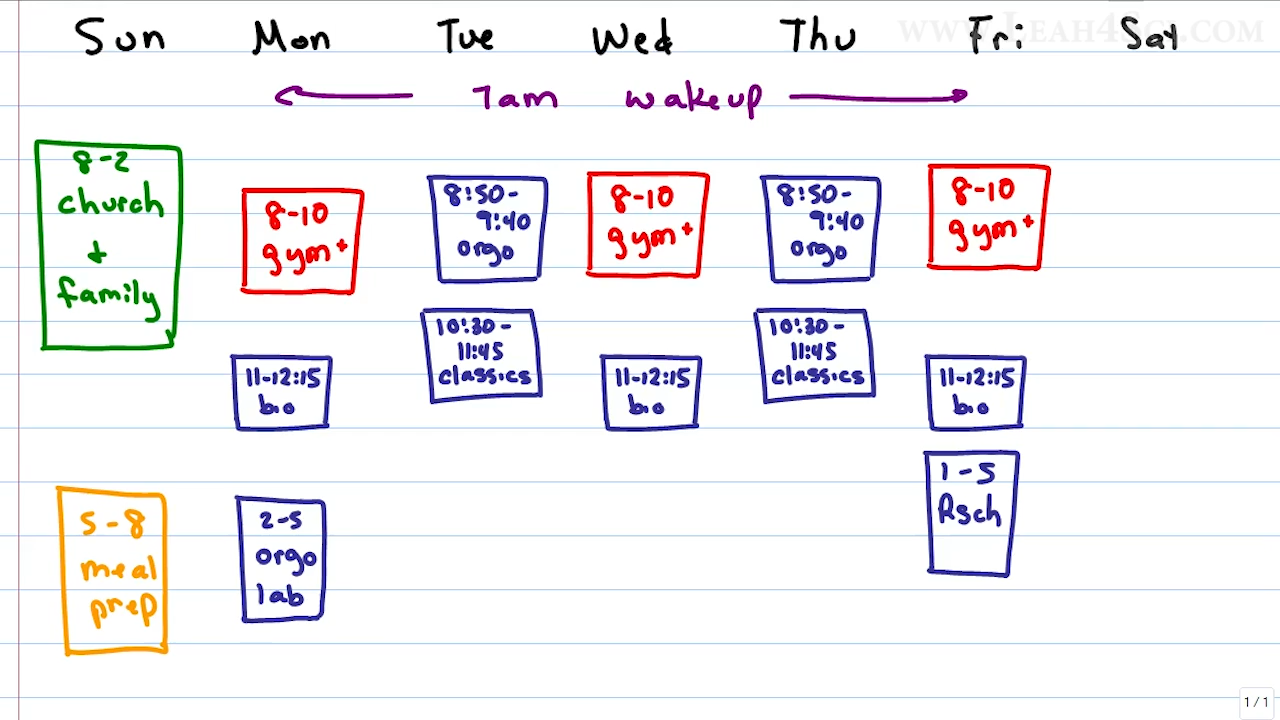 Sun Mon Tue Wed Thu Fri Sat
www.Leah4Sci.com
7am wakeup
8-2
church
+
family
5-8
meal
prep
8-10
gym+
11-12:15
bio
2-5
orgo
lab
8:50-
9:40
orgo
10:30-
11:45
classics
8-10
gym+
11-12:15
bio
8:50-
9:40
orgo
10:30-
11:45
classics
8-10
gym+
11-12:15
bio
1-5
Rsch
1/1